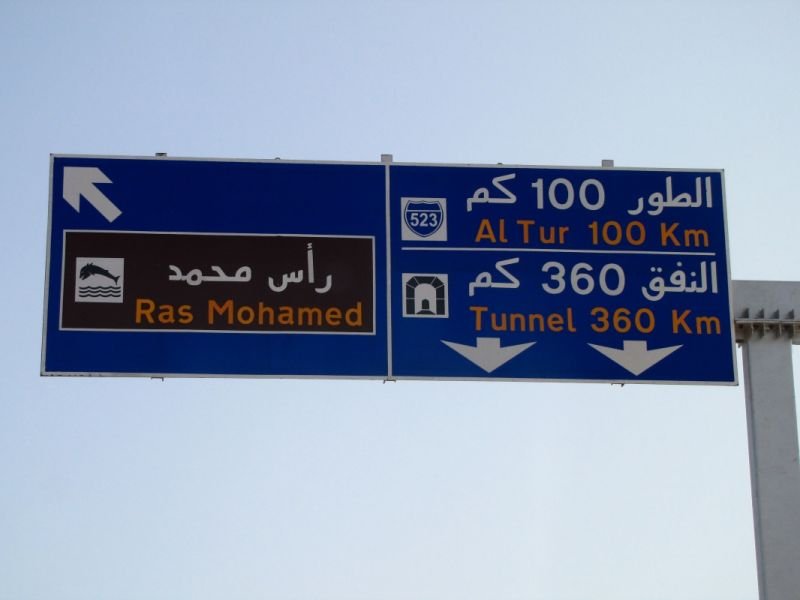 رأس محمد
Ras Mohamed
الطور 100 كم
523
Al Tur 100 Km
النفق 360 كم
Tunnel 360 Km